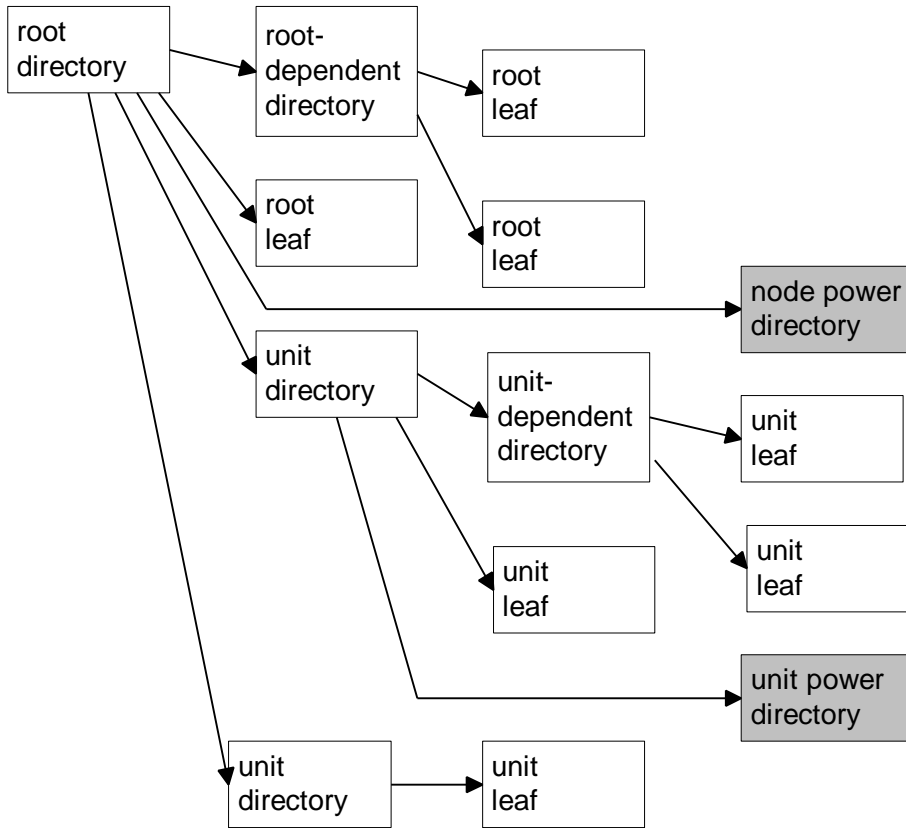 root
directory
root-
dependent
directory
root
leaf
root
leaf
root
leaf
node power
directory
unit
directory
unit-
dependent
directory
unit
leaf
unit
leaf
unit
leaf
unit power
directory
unit
directory
unit
leaf